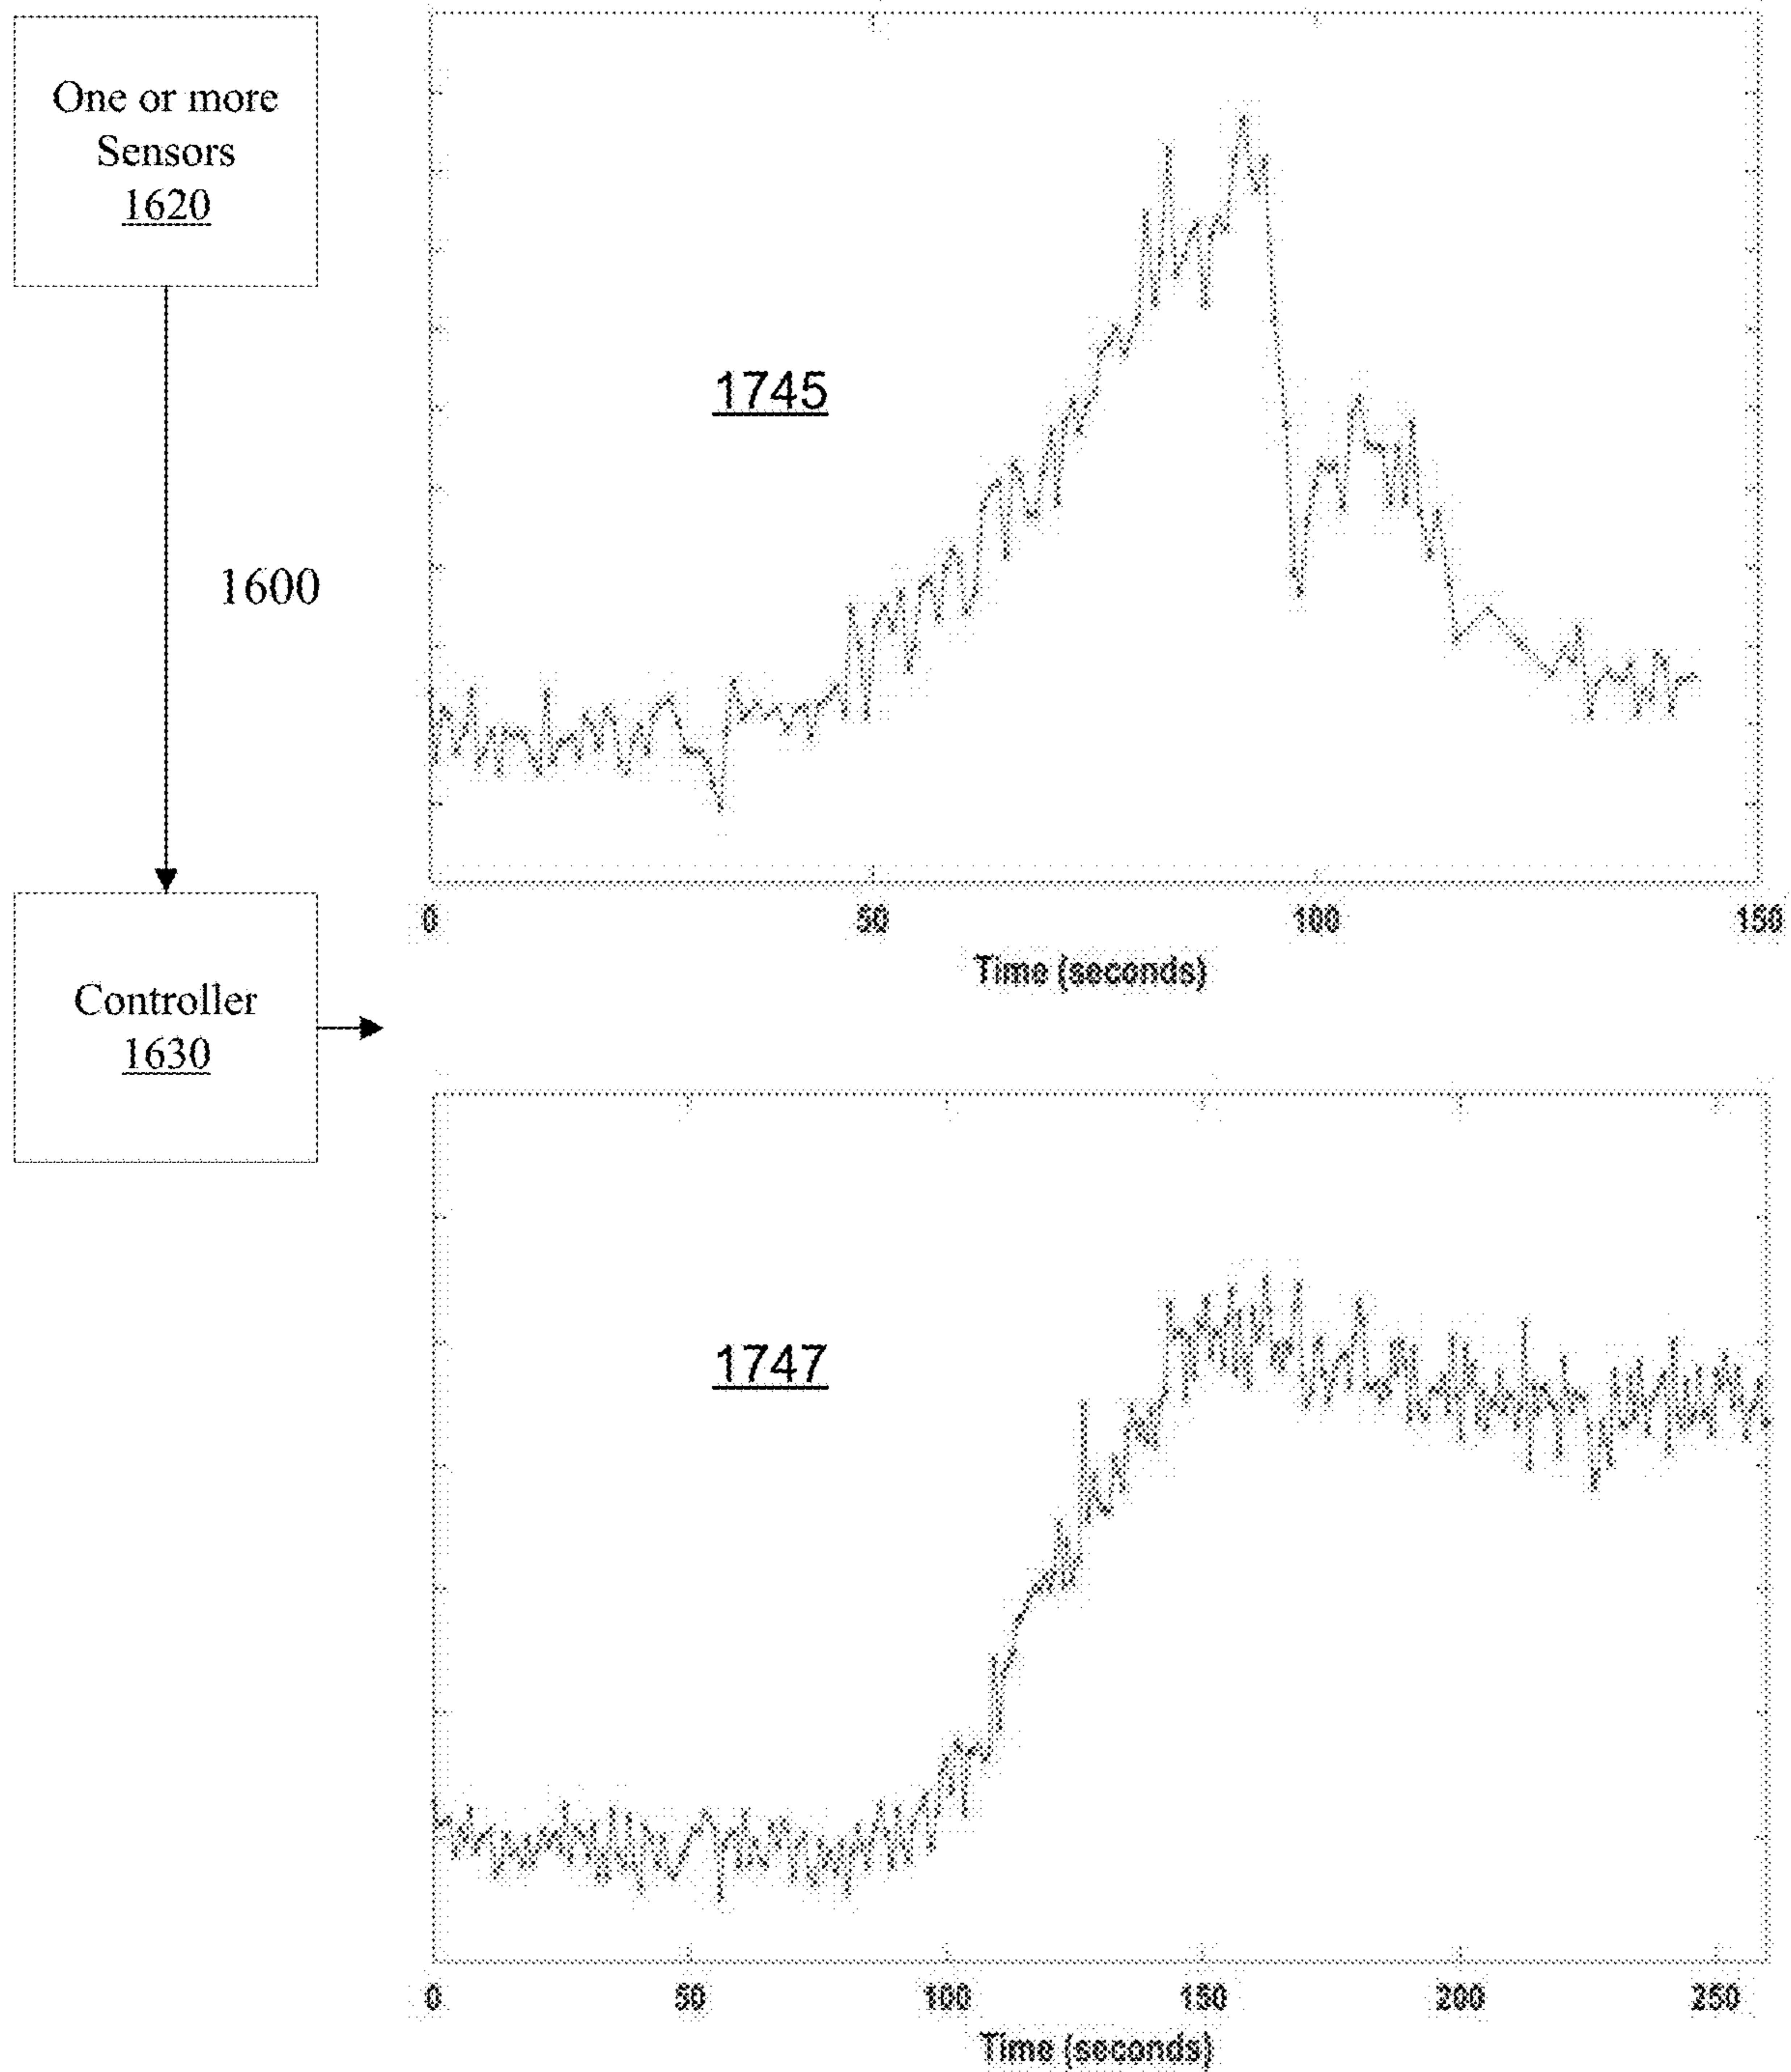 One or more
Sensors
1620
1600
Controller
1630
1745
0 50 100 150
Time (seconds)
1747
0 50 100 150 200 250
Time (seconds)